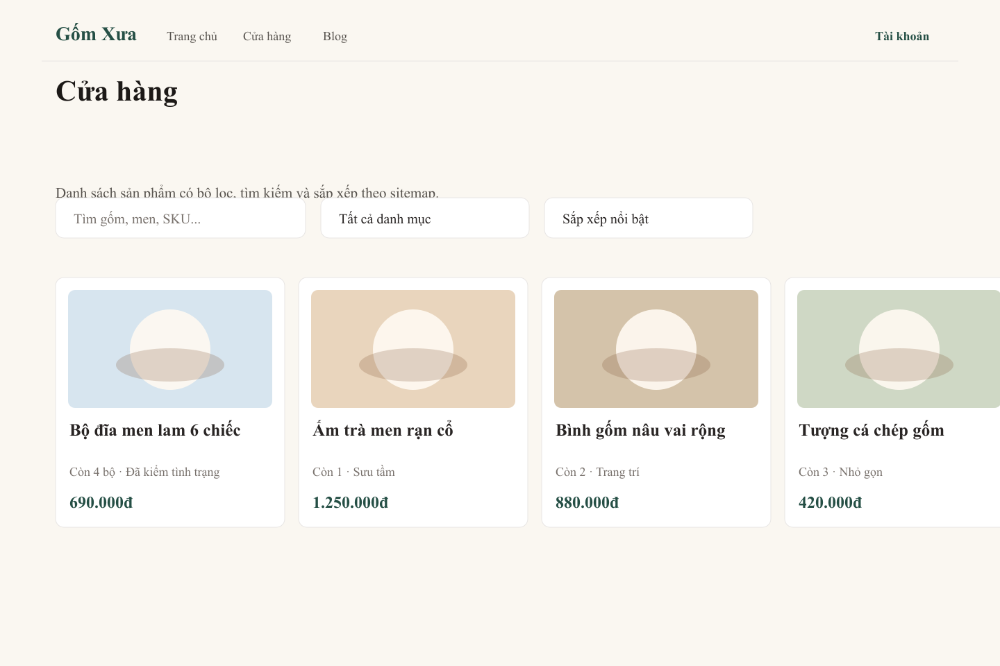 Gốm Xưa
Trang chủ
Cửa hàng
Blog
Tài khoản
Cửa hàng
Danh sách sản phẩm có bộ lọc, tìm kiếm và sắp xếp theo sitemap.
Tìm gốm, men, SKU...
Tất cả danh mục
Sắp xếp nổi bật
Bộ đĩa men lam 6 chiếc
Còn 4 bộ · Đã kiểm tình trạng
690.000đ
Ấm trà men rạn cổ
Còn 1 · Sưu tầm
1.250.000đ
Bình gốm nâu vai rộng
Còn 2 · Trang trí
880.000đ
Tượng cá chép gốm
Còn 3 · Nhỏ gọn
420.000đ